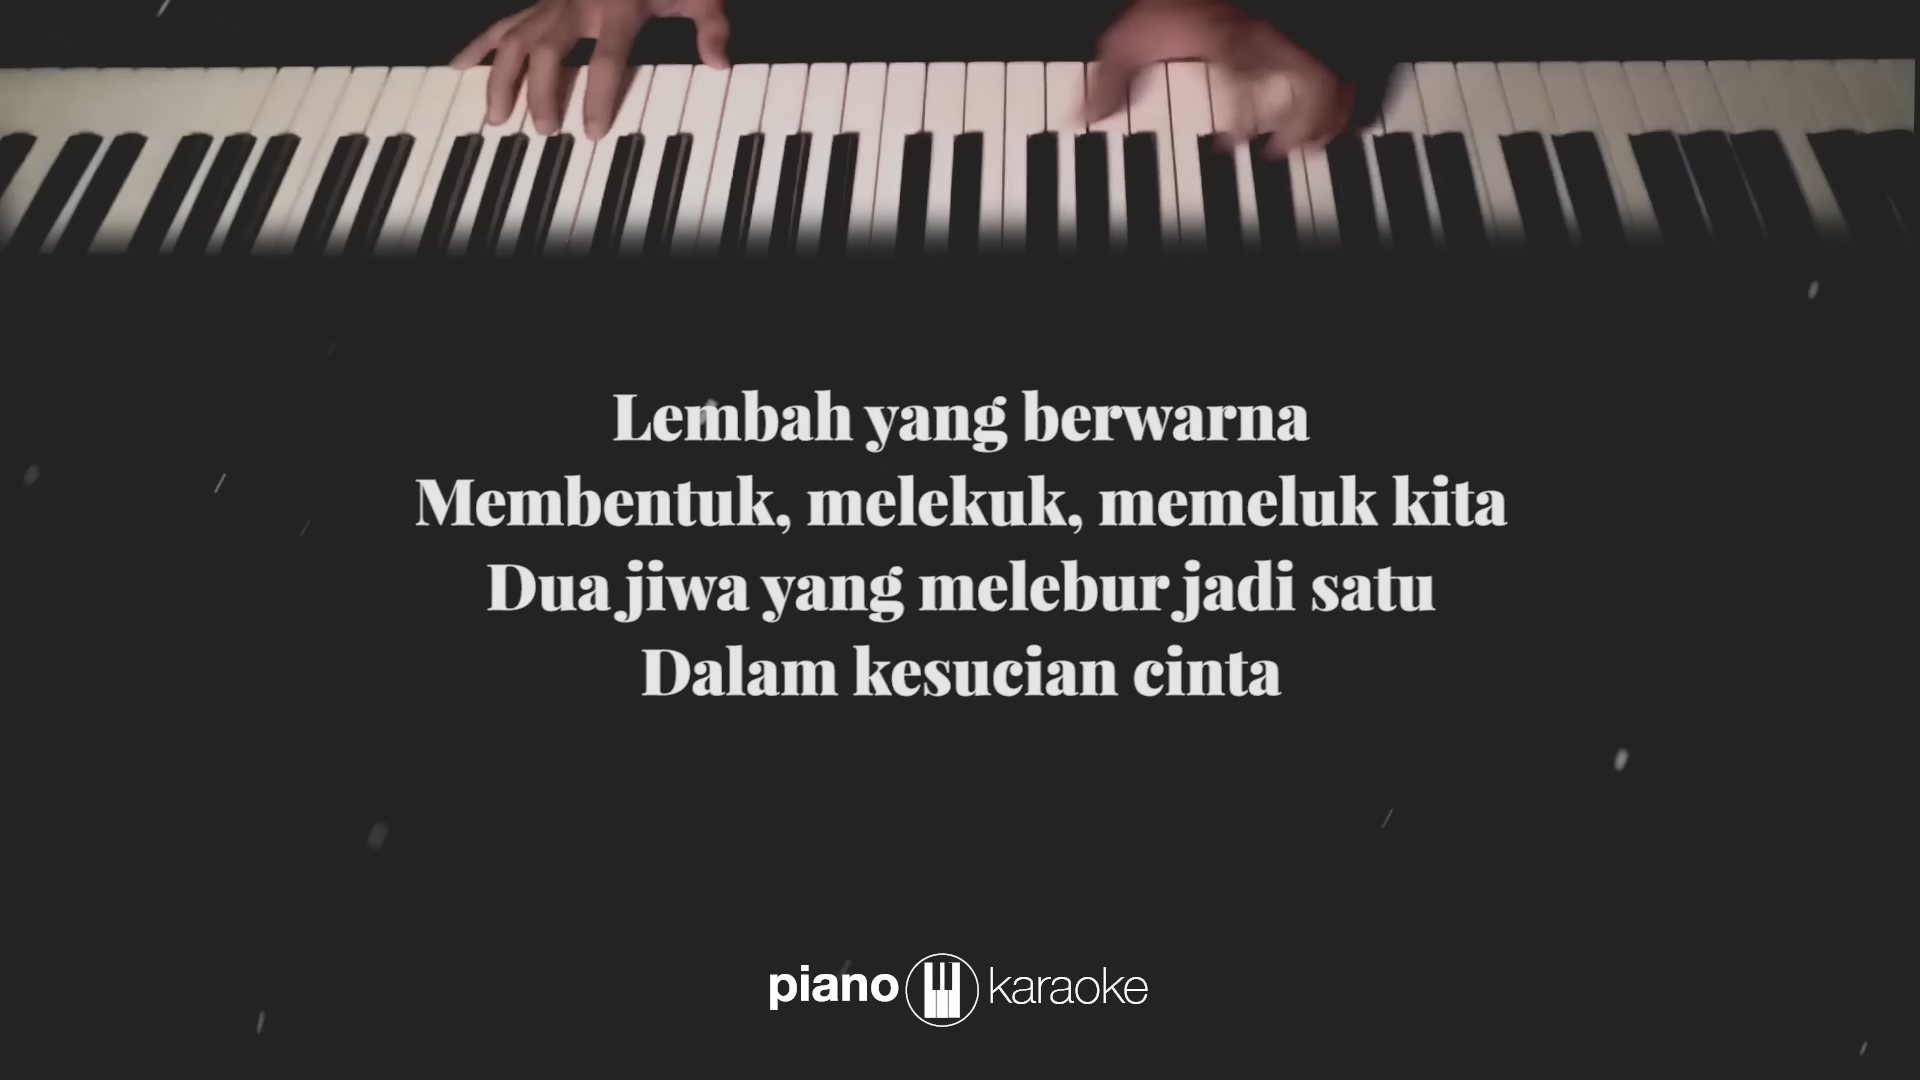 Lembah yang berwarna
Membentuk, melekuk, memeluk kita
Dua jiwa yang melebur jadi satu
Dalam kesucian cinta
piano karaoke